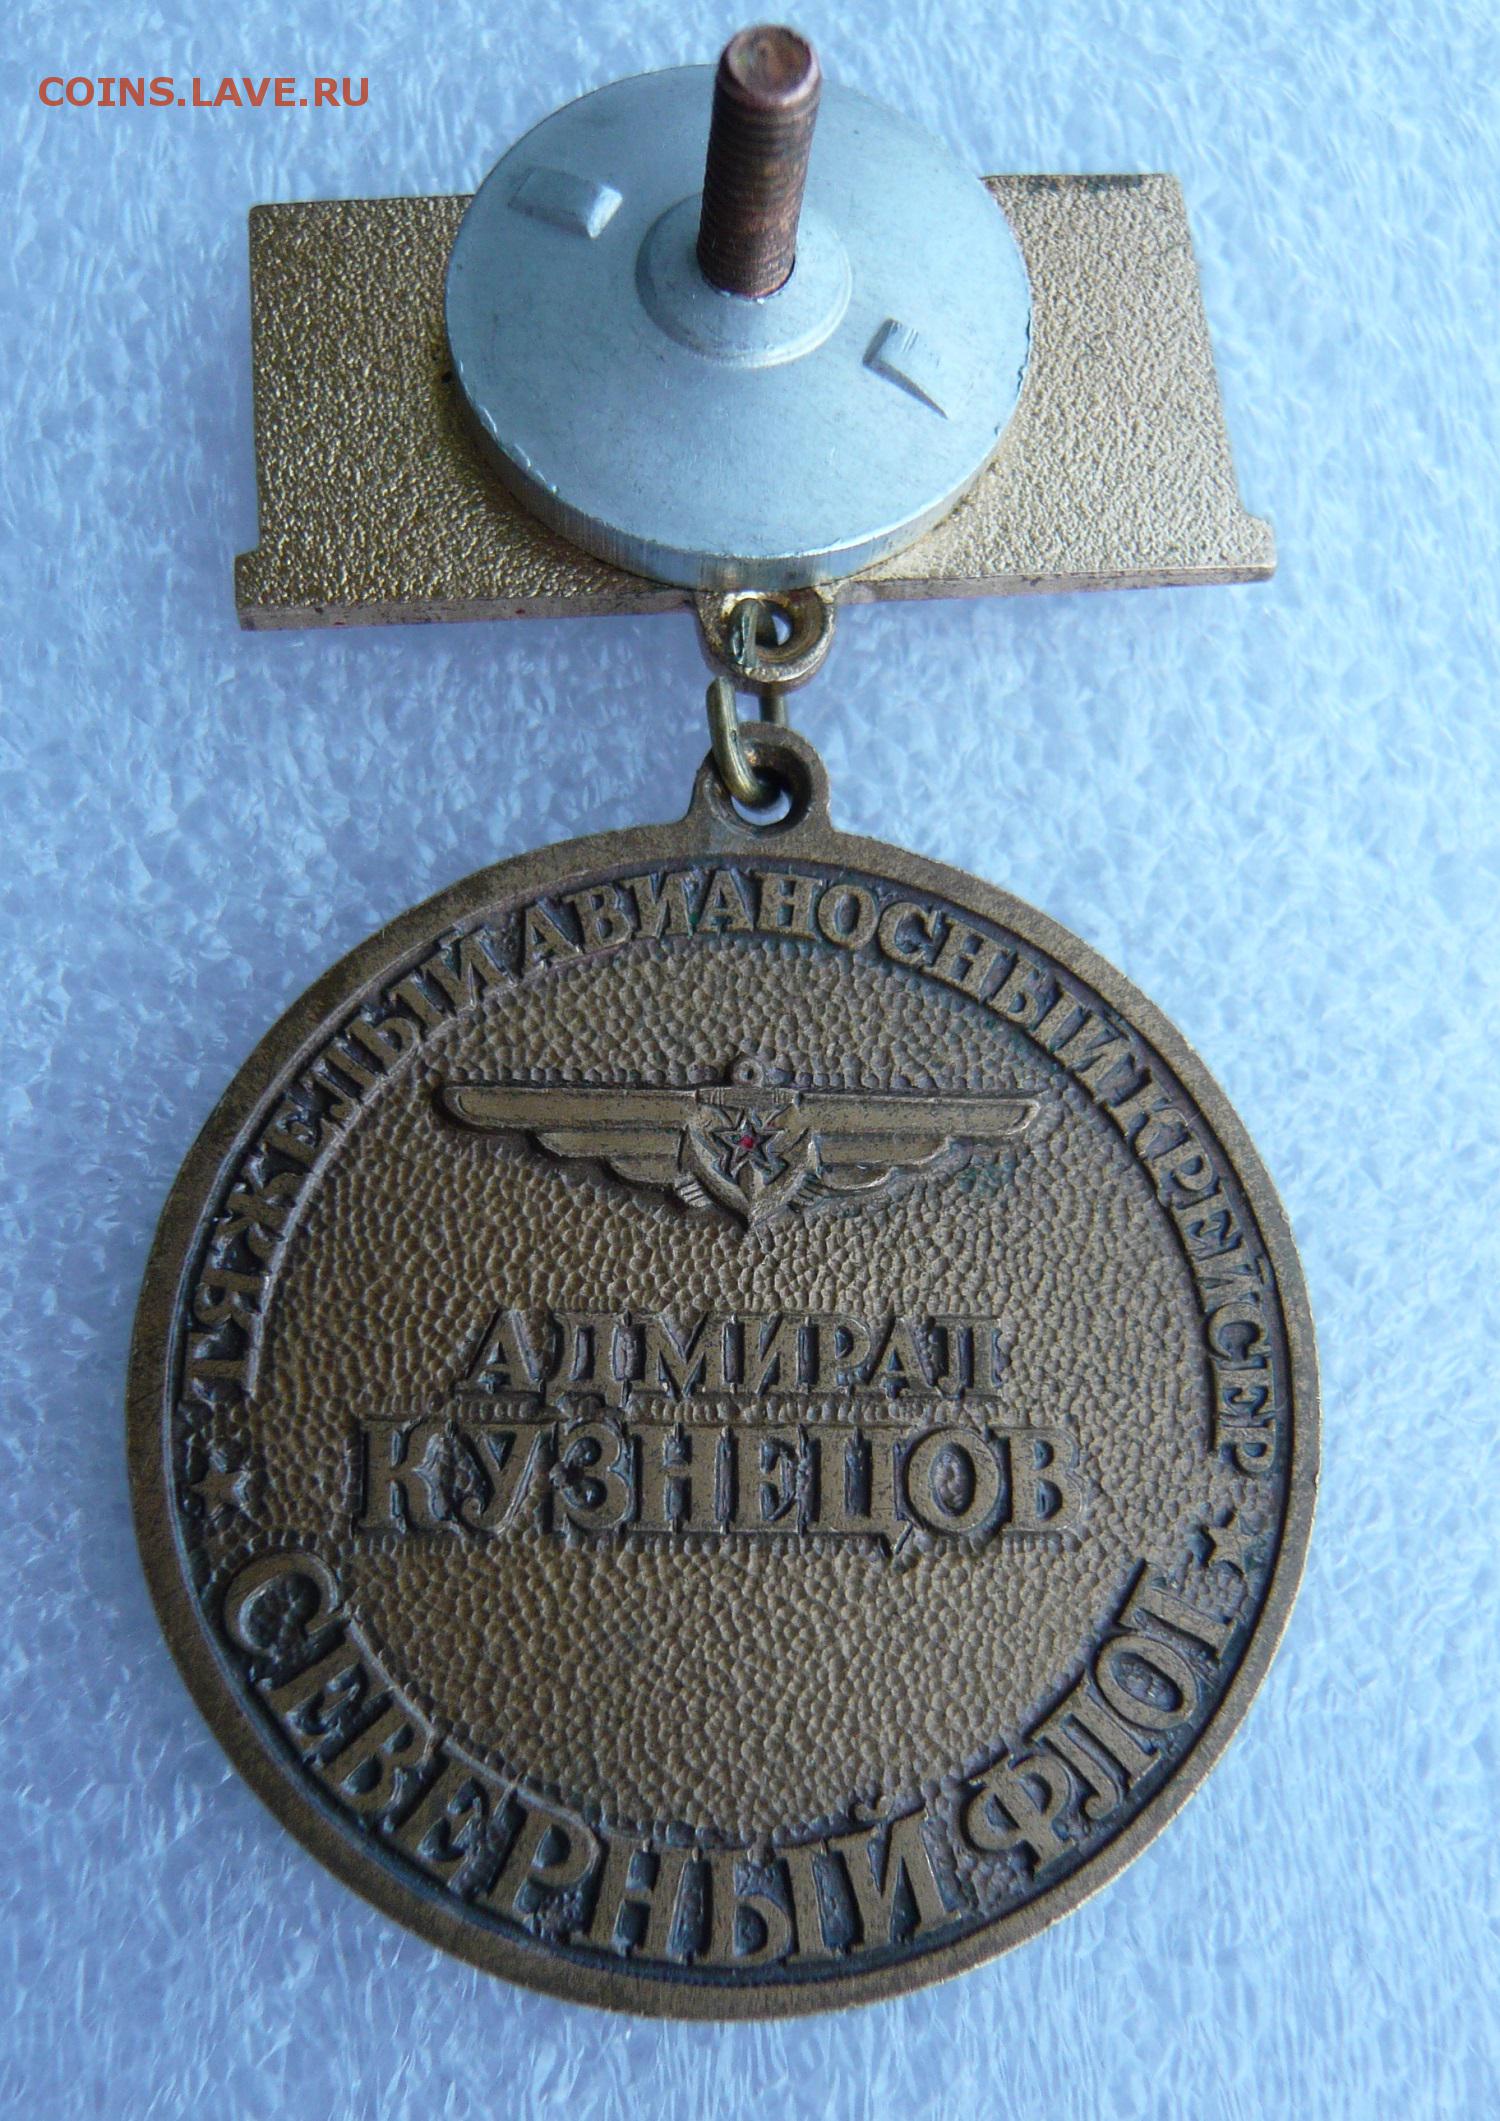 COINS.LAVE.RU
ТЯЖЕЛЫЙ АВИАНОСНЫЙ КРЕЙСЕР
АДМИРАЛ
КУЗНЕЦОВ
СЕВЕРНЫЙ ФЛОТ